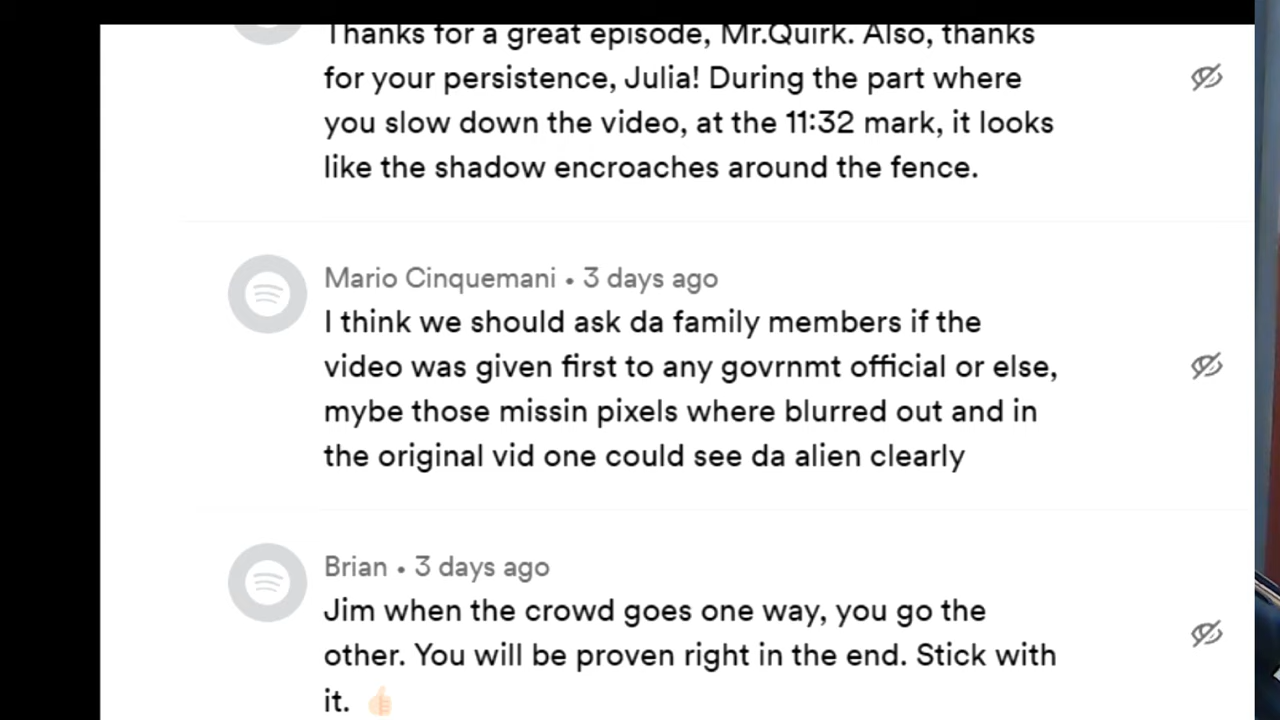 Thanks for a great episode, Mr.Quirk. Also, thanks
for your persistence, Julia! During the part where
you slow down the video, at the 11:32 mark, it looks
like the shadow encroaches around the fence.
Mario Cinquemani • 3 days ago
I think we should ask da family members if the
video was given first to any govrnmt official or else,
mybe those missin pixels where blurred out and in
the original vid one could see da alien clearly
Brian • 3 days ago
Jim when the crowd goes one way, you go the
other. You will be proven right in the end. Stick with
it. 👍🏻